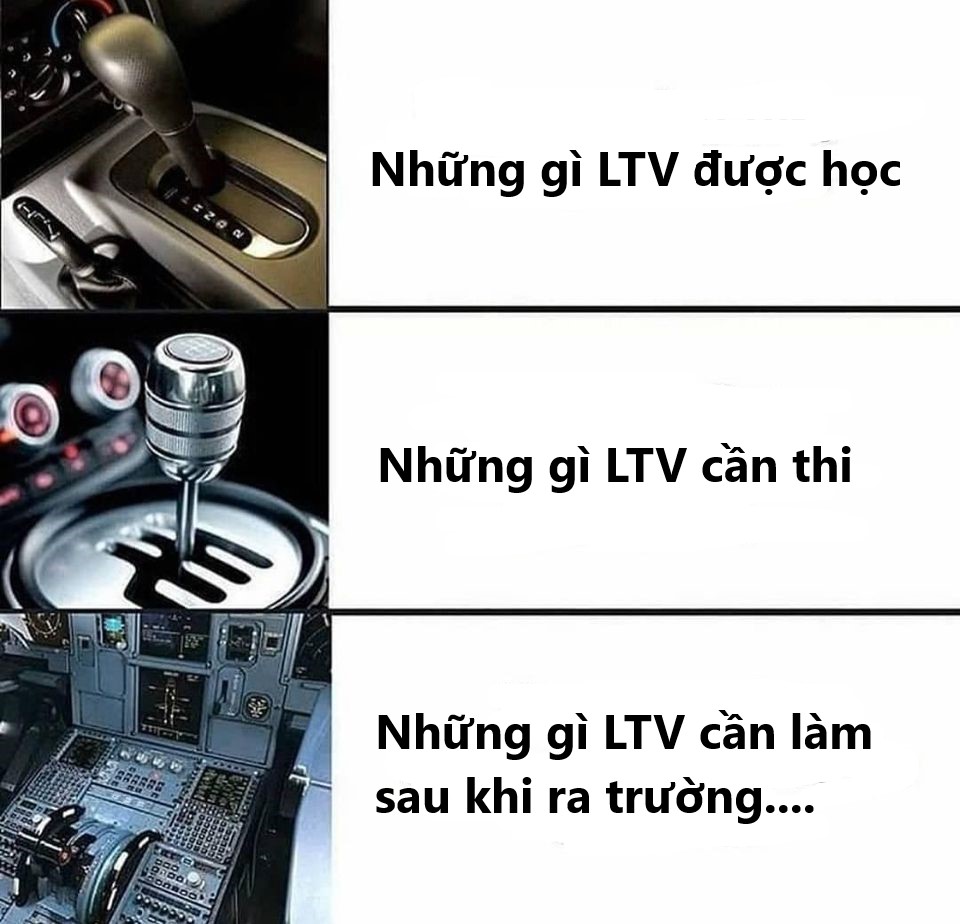 Những gì LTV được học
Những gì LTV cần thi
Những gì LTV cần làm
sau khi ra trường....